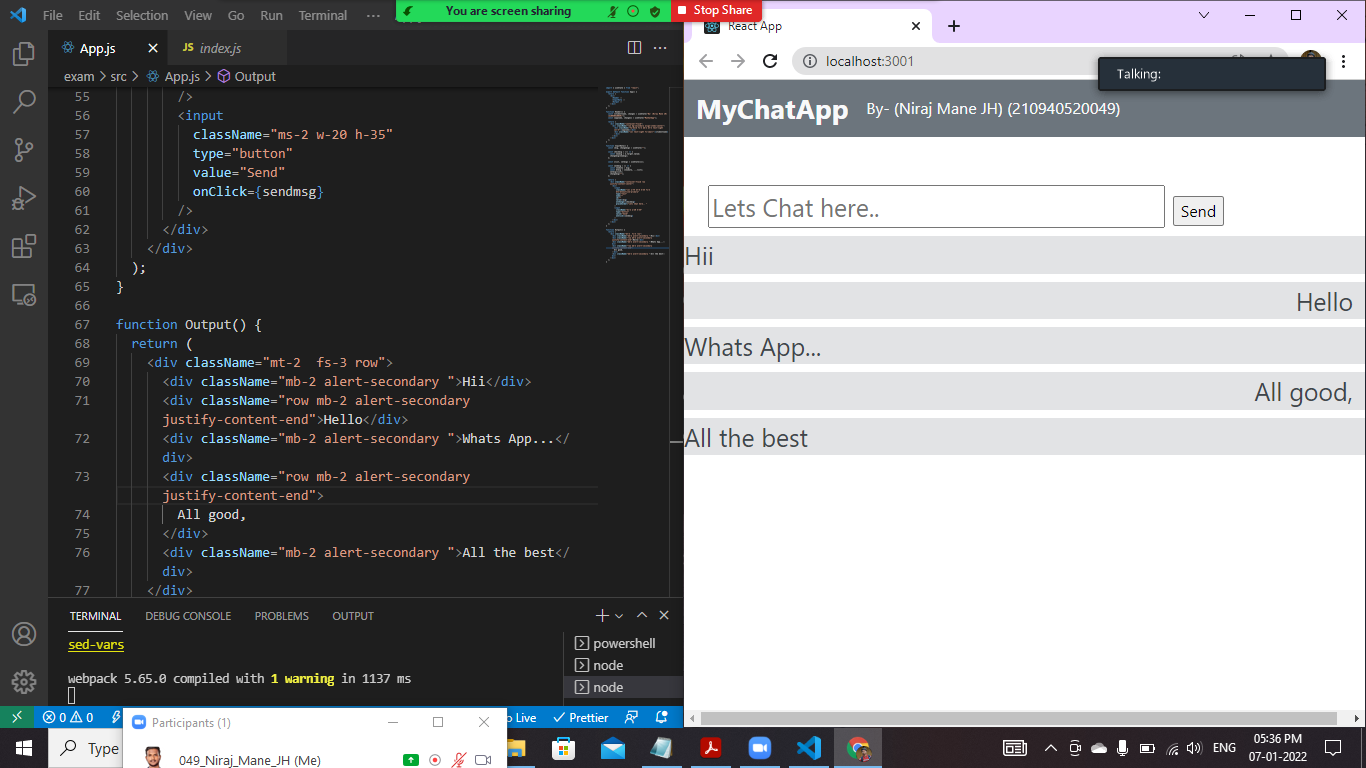 File Edit Selection View Go Run Terminal ···
You are screen sharing
Stop Share
React App
App.js
JS index.js
exam > src > App.js > Output
localhost:3001
Talking:
55 />
56 <input
57 className="ms-2 w-20 h-35"
58 type="button"
59 value="Send"
60 onClick={sendmsg}
61 />
62 </div>
63 </div>
64 );
65 }
66
67 function Output() {
68 return (
69 <div className="mt-2  fs-3 row">
70 <div className="mb-2 alert-secondary ">Hii</div>
71 <div className="row mb-2 alert-secondary
justify-content-end">Hello</div>
72 <div className="mb-2 alert-secondary ">Whats App...</
div>
73 <div className="row mb-2 alert-secondary
justify-content-end">
74 All good,
75 </div>
76 <div className="mb-2 alert-secondary ">All the best</
div>
77 </div>
MyChatApp By- (Niraj Mane JH) (210940520049)
Lets Chat here..
Send
Hii
Hello
Whats App...
All good,
All the best
TERMINAL DEBUG CONSOLE PROBLEMS OUTPUT
sed-vars
webpack 5.65.0 compiled with 1 warning in 1137 ms
powershell
node
node
0 0
Live Prettier
Participants (1)
049_Niraj_Mane_JH (Me)
Type
ENG
05:36 PM
07-01-2022